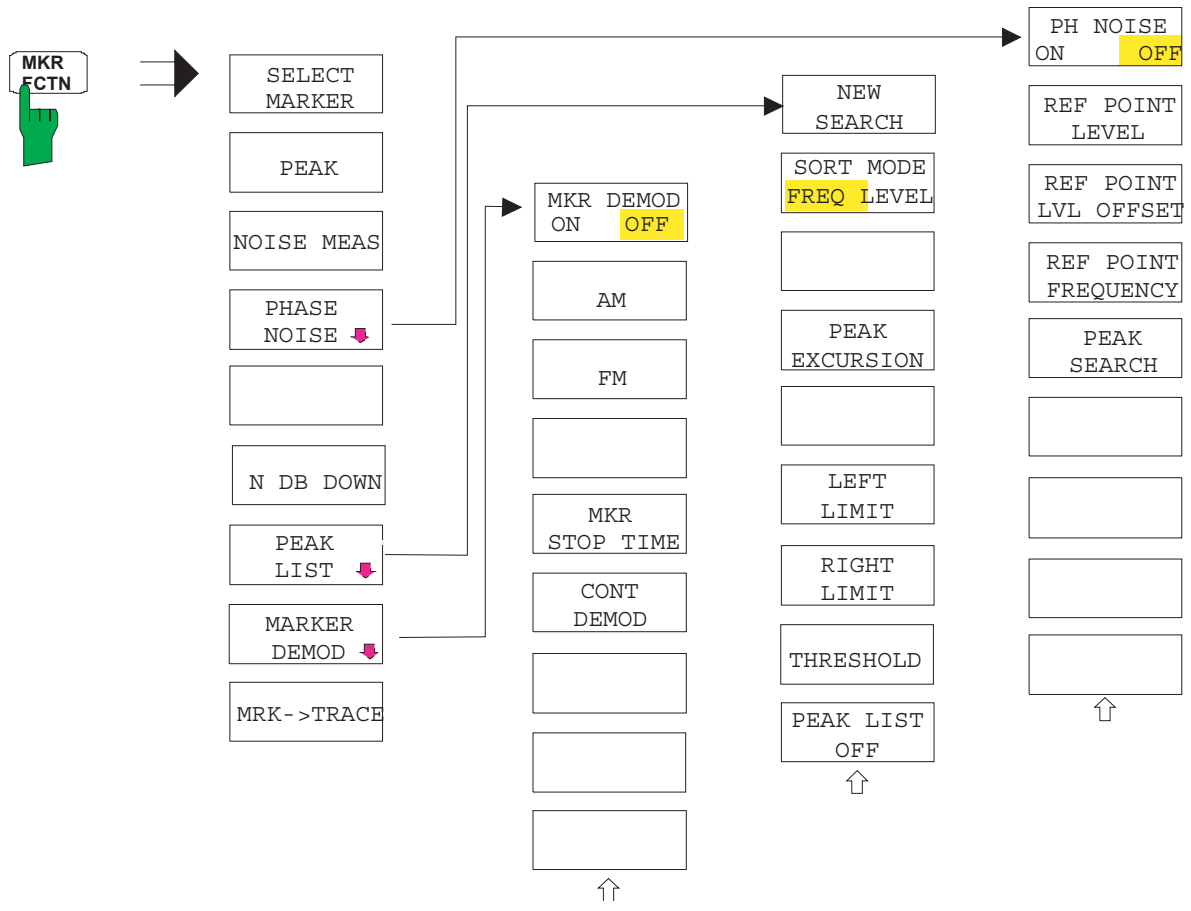 MKR
FCTN
SELECT
MARKER
PEAK
NOISE MEAS
PHASE
NOISE
N DB DOWN
PEAK
LIST
MARKER
DEMOD
MRK->TRACE
MKR DEMOD
ON OFF
AM
FM
MKR
STOP TIME
CONT
DEMOD
NEW
SEARCH
SORT MODE
FREQ LEVEL
PEAK
EXCURSION
LEFT
LIMIT
RIGHT
LIMIT
THRESHOLD
PEAK LIST
OFF
PH NOISE
ON OFF
REF POINT
LEVEL
REF POINT
LVL OFFSET
REF POINT
FREQUENCY
PEAK
SEARCH